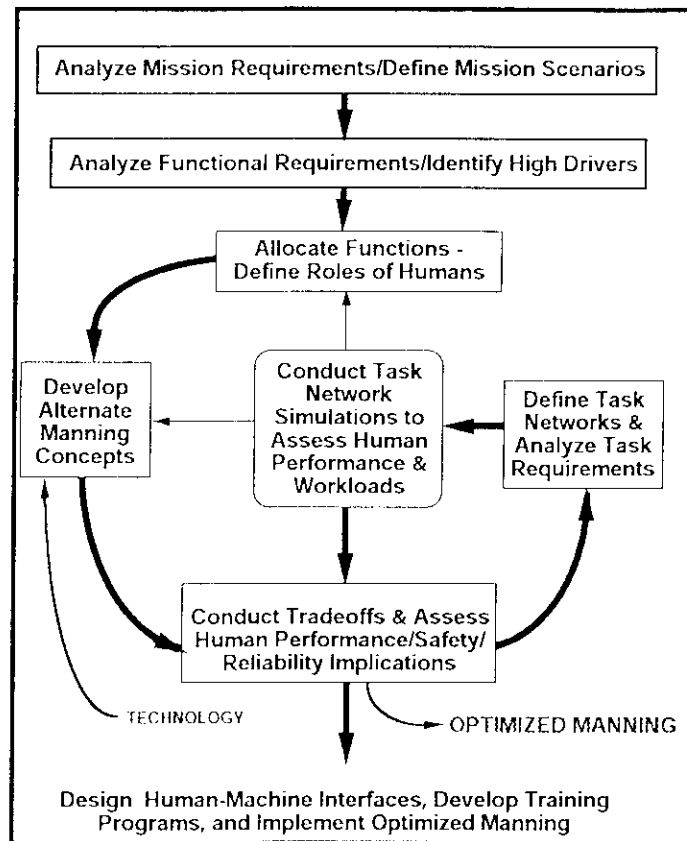 Analyze Mission Requirements/Define Mission Scenarios
Analyze Functional Requirements/Identify High Drivers
Allocate Functions -
Define Roles of Humans
Develop
Alternate
Manning
Concepts
Conduct Task
Network
Simulations to
Assess Human
Performance &
Workloads
Define Task
Networks &
Analyze Task
Requirements
Conduct Tradeoffs & Assess
Human Performance/Safety/
Reliability Implications
TECHNOLOGY
OPTIMIZED MANNING
Design Human-Machine Interfaces, Develop Training
Programs, and Implement Optimized Manning